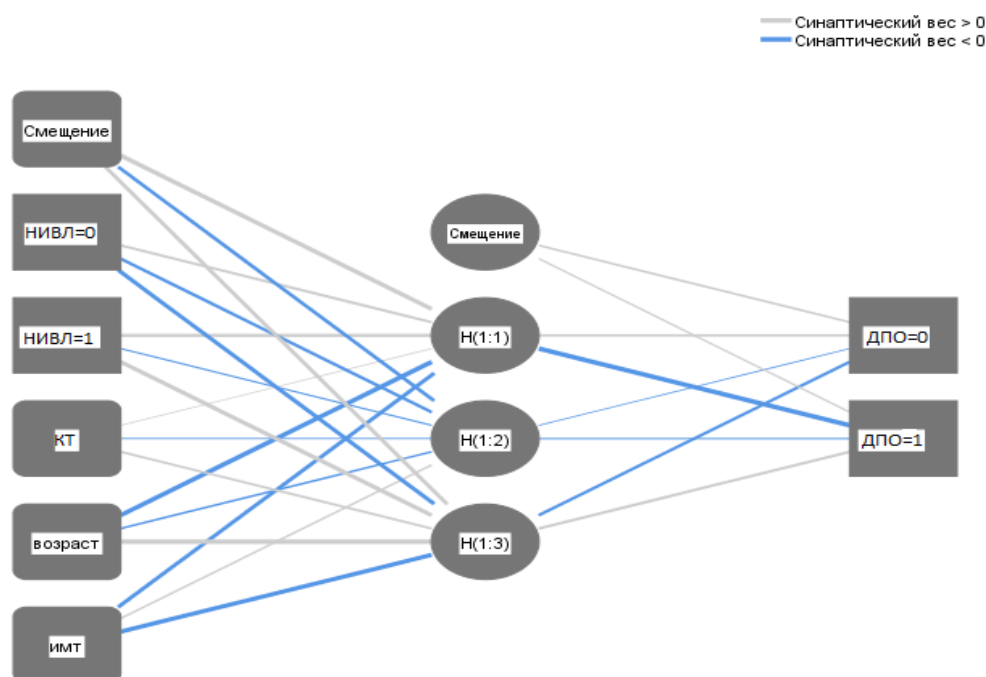 Синаптический вес > 0
Синаптический вес < 0
Смещение
НИВЛ=0
НИВЛ=1
КТ
возраст
имт
Смещение
H(1:1)
H(1:2)
H(1:3)
ДПО=0
ДПО=1